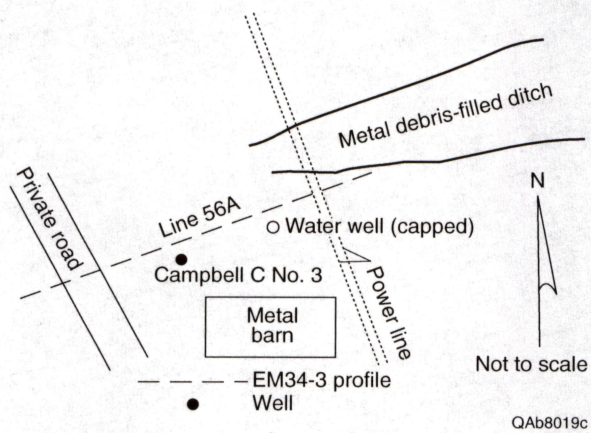 Metal debris-filled ditch
Private road
Line 56A
N
Water well (capped)
Campbell C No. 3
Power line
Metal
barn
Not to scale
EM34-3 profile
Well
QAb8019c